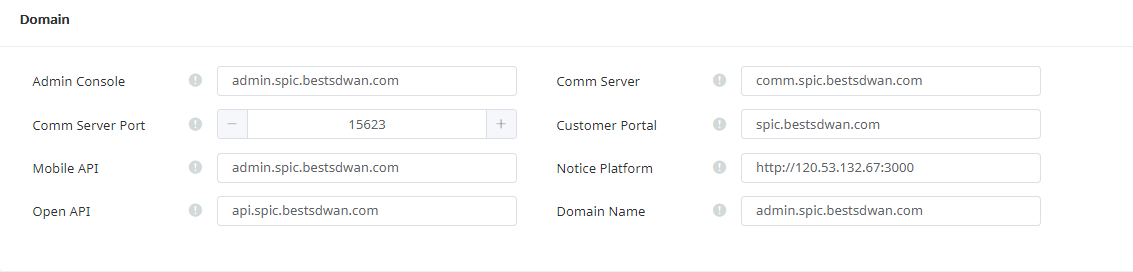 Domain
Admin Console admin.spic.bestsdwan.com Comm Server comm.spic.bestsdwan.com
Comm Server Port − 15623 + Customer Portal spic.bestsdwan.com
Mobile API admin.spic.bestsdwan.com Notice Platform http://120.53.132.67:3000
Open API api.spic.bestsdwan.com Domain Name admin.spic.bestsdwan.com